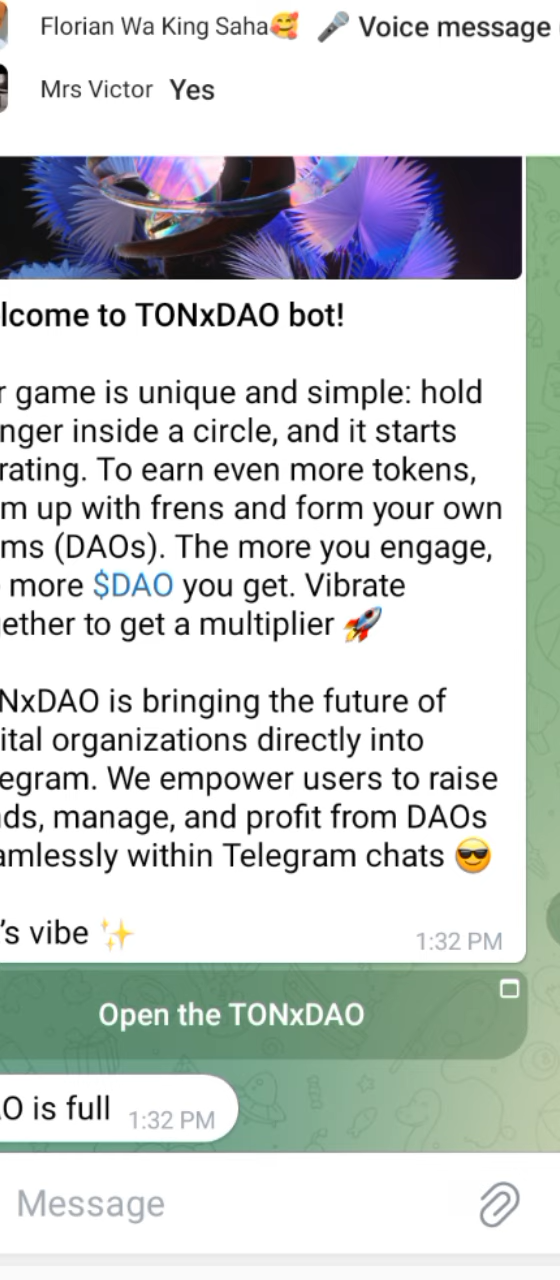 Florian Wa King Saha🥰 🎤 Voice message
Mrs Victor Yes
lcome to TONxDAO bot!
r game is unique and simple: hold
nger inside a circle, and it starts
rating. To earn even more tokens,
m up with frens and form your own
ms (DAOs). The more you engage,
more $DAO you get. Vibrate
ether to get a multiplier 🚀
NxDAO is bringing the future of
ital organizations directly into
egram. We empower users to raise
ds, manage, and profit from DAOs
amlessly within Telegram chats 😎
's vibe ✨
1:32 PM
Open the TONxDAO
O is full 1:32 PM
Message